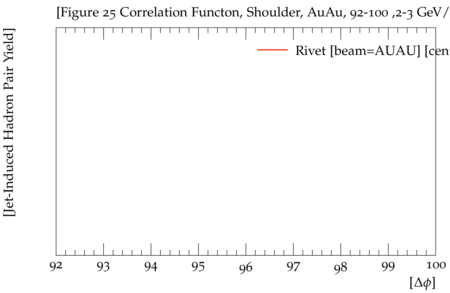 [Figure 25 Correlation Functon, Shoulder, AuAu, 92-100 ,2-3 GeV/
Rivet [beam=AUAU] [cen
[Jet-Induced Hadron Pair Yield]
92 93 94 95 96 97 98 99 100
[Δϕ]